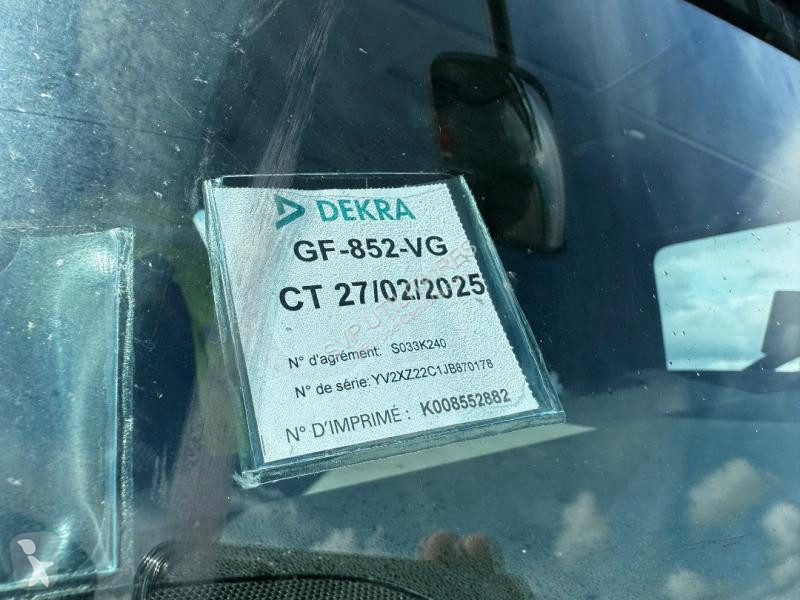 DEKRA
GF-852-VG
CT 27/02/2025
N° d'agrément: S033K240
N° de série: YV2XZ22C1JB870178
N° D'IMPRIMÉ : K008552882